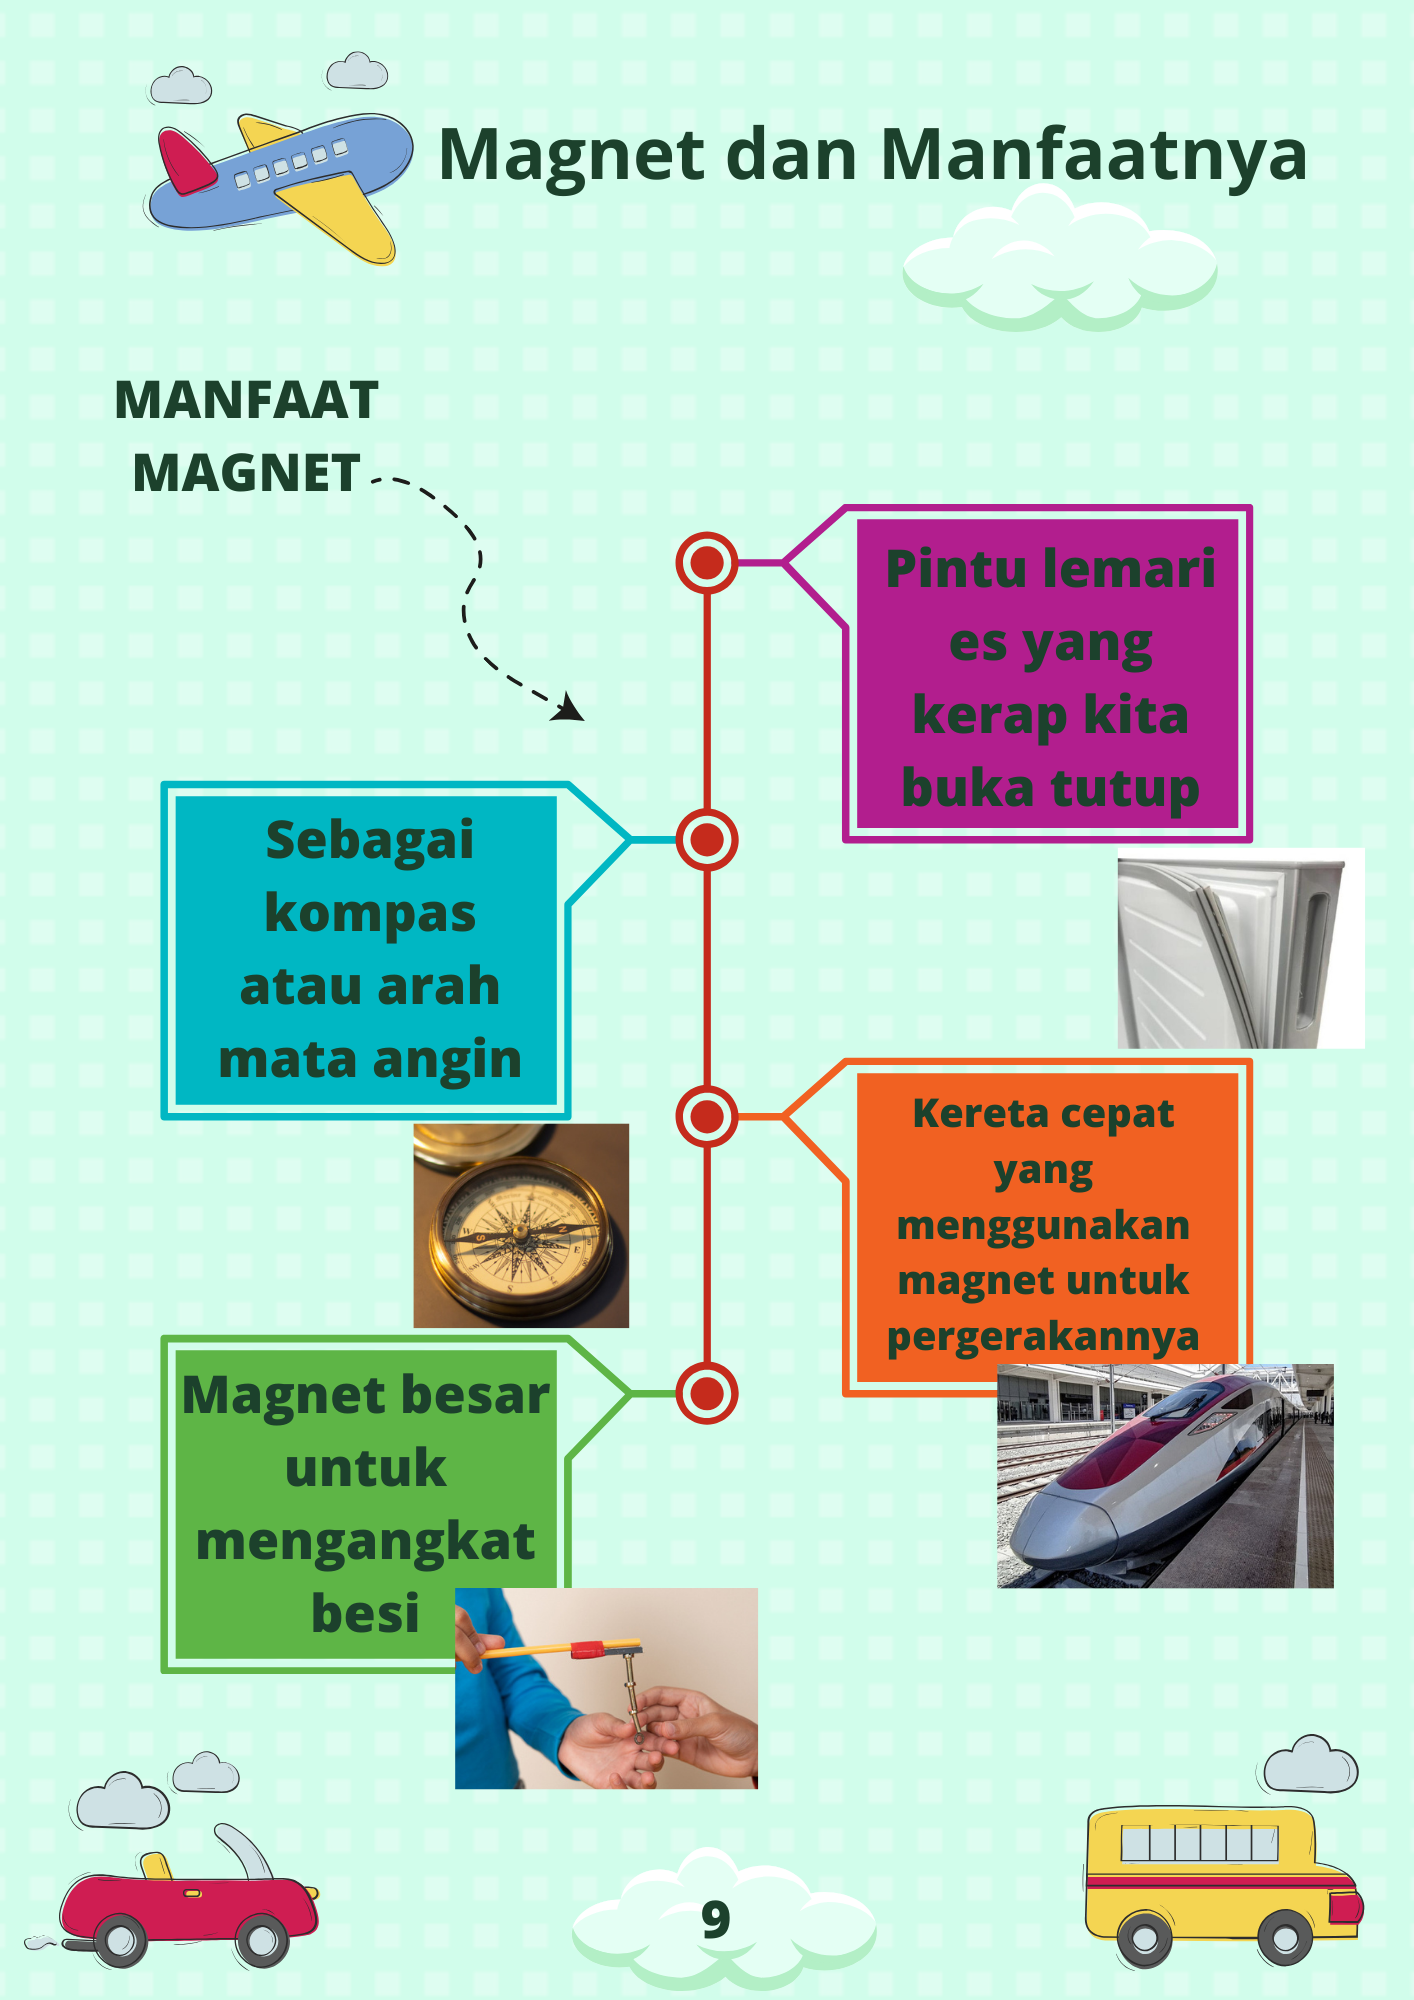 Magnet dan Manfaatnya
MANFAAT
MAGNET
Pintu lemari
es yang
kerap kita
buka tutup
Sebagai
kompas
atau arah
mata angin
Kereta cepat
yang
menggunakan
magnet untuk
pergerakannya
Magnet besar
untuk
mengangkat
besi
9